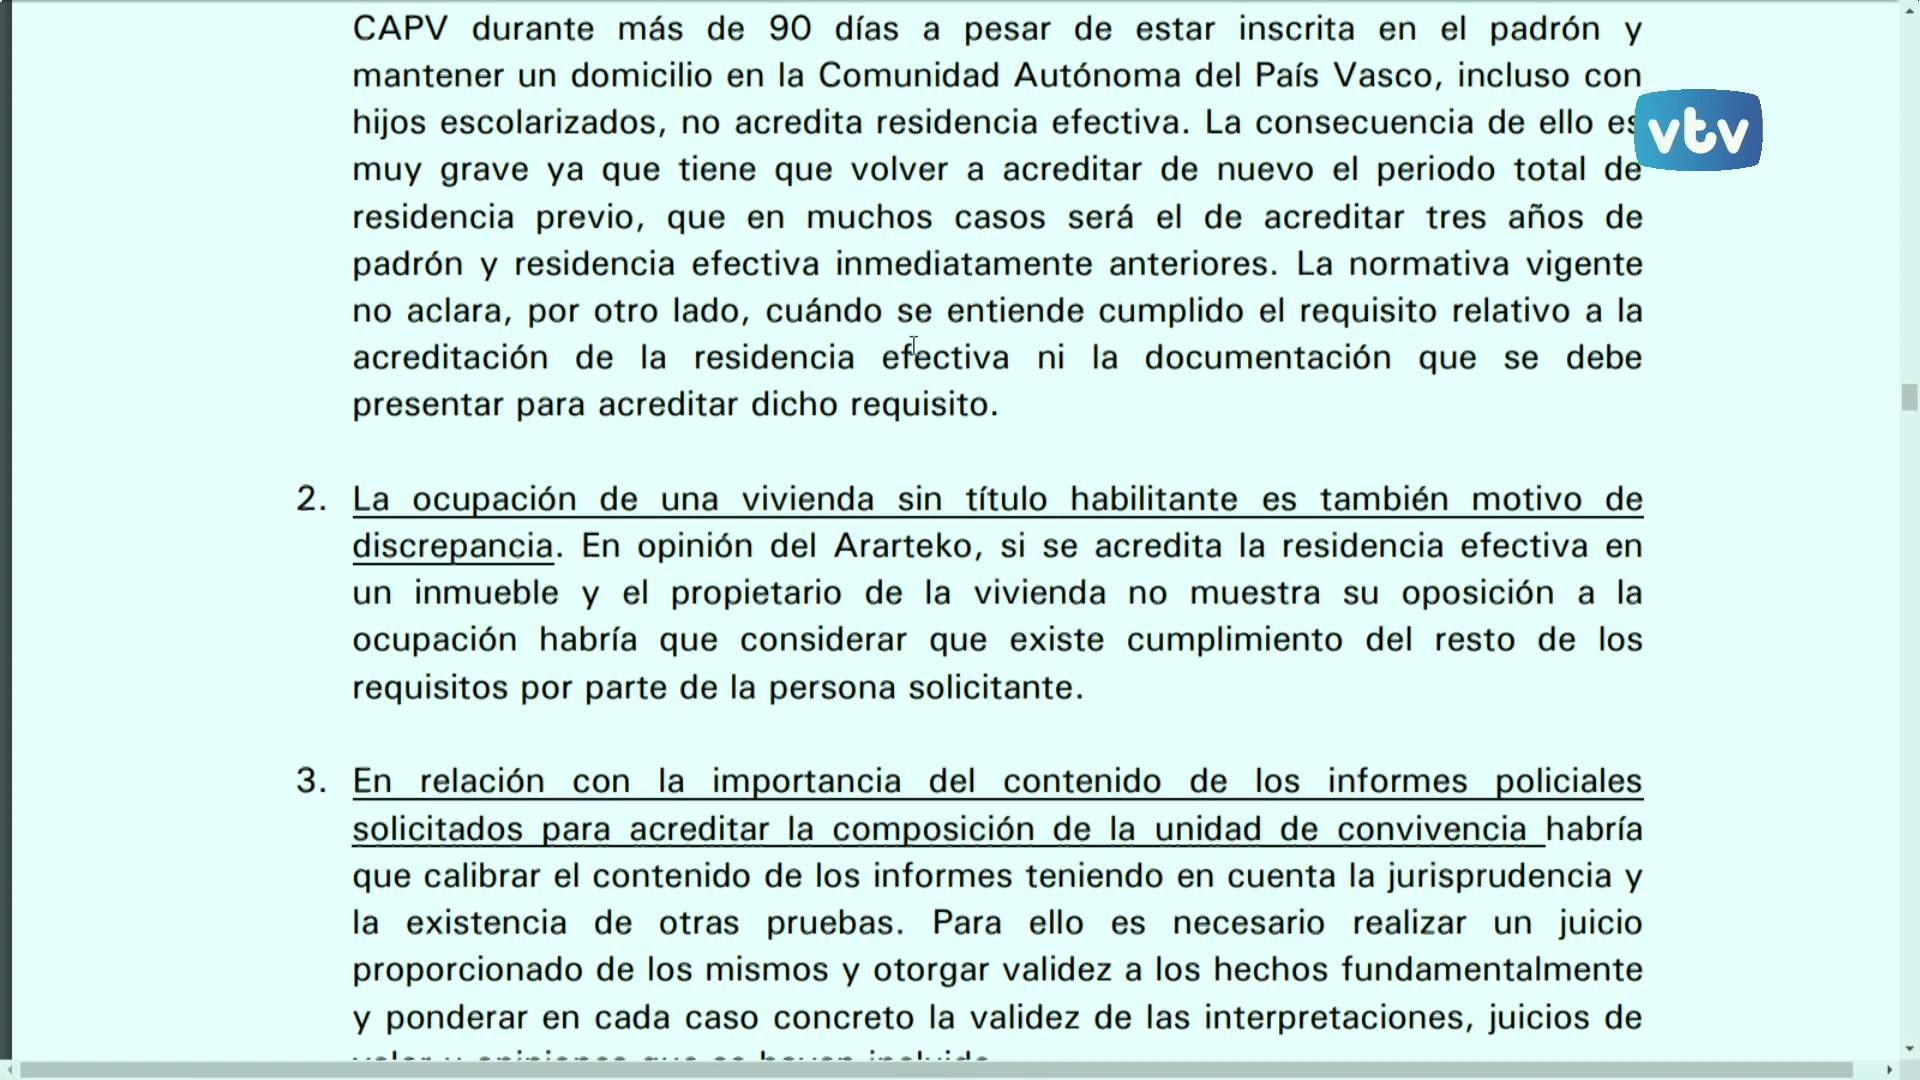 CAPV durante más de 90 días a pesar de estar inscrita en el padrón y
mantener un domicilio en la Comunidad Autónoma del País Vasco, incluso con
hijos escolarizados, no acredita residencia efectiva. La consecuencia de ello es
vtv
muy grave ya que tiene que volver a acreditar de nuevo el periodo total de
residencia previo, que en muchos casos será el de acreditar tres años de
padrón y residencia efectiva inmediatamente anteriores. La normativa vigente
no aclara, por otro lado, cuándo se entiende cumplido el requisito relativo a la
acreditación de la residencia efectiva ni la documentación que se debe
presentar para acreditar dicho requisito.
2. La ocupación de una vivienda sin título habilitante es también motivo de
discrepancia. En opinión del Ararteko, si se acredita la residencia efectiva en
un inmueble y el propietario de la vivienda no muestra su oposición a la
ocupación habría que considerar que existe cumplimiento del resto de los
requisitos por parte de la persona solicitante.
3. En relación con la importancia del contenido de los informes policiales
solicitados para acreditar la composición de la unidad de convivencia habría
que calibrar el contenido de los informes teniendo en cuenta la jurisprudencia y
la existencia de otras pruebas. Para ello es necesario realizar un juicio
proporcionado de los mismos y otorgar validez a los hechos fundamentalmente
y ponderar en cada caso concreto la validez de las interpretaciones, juicios de